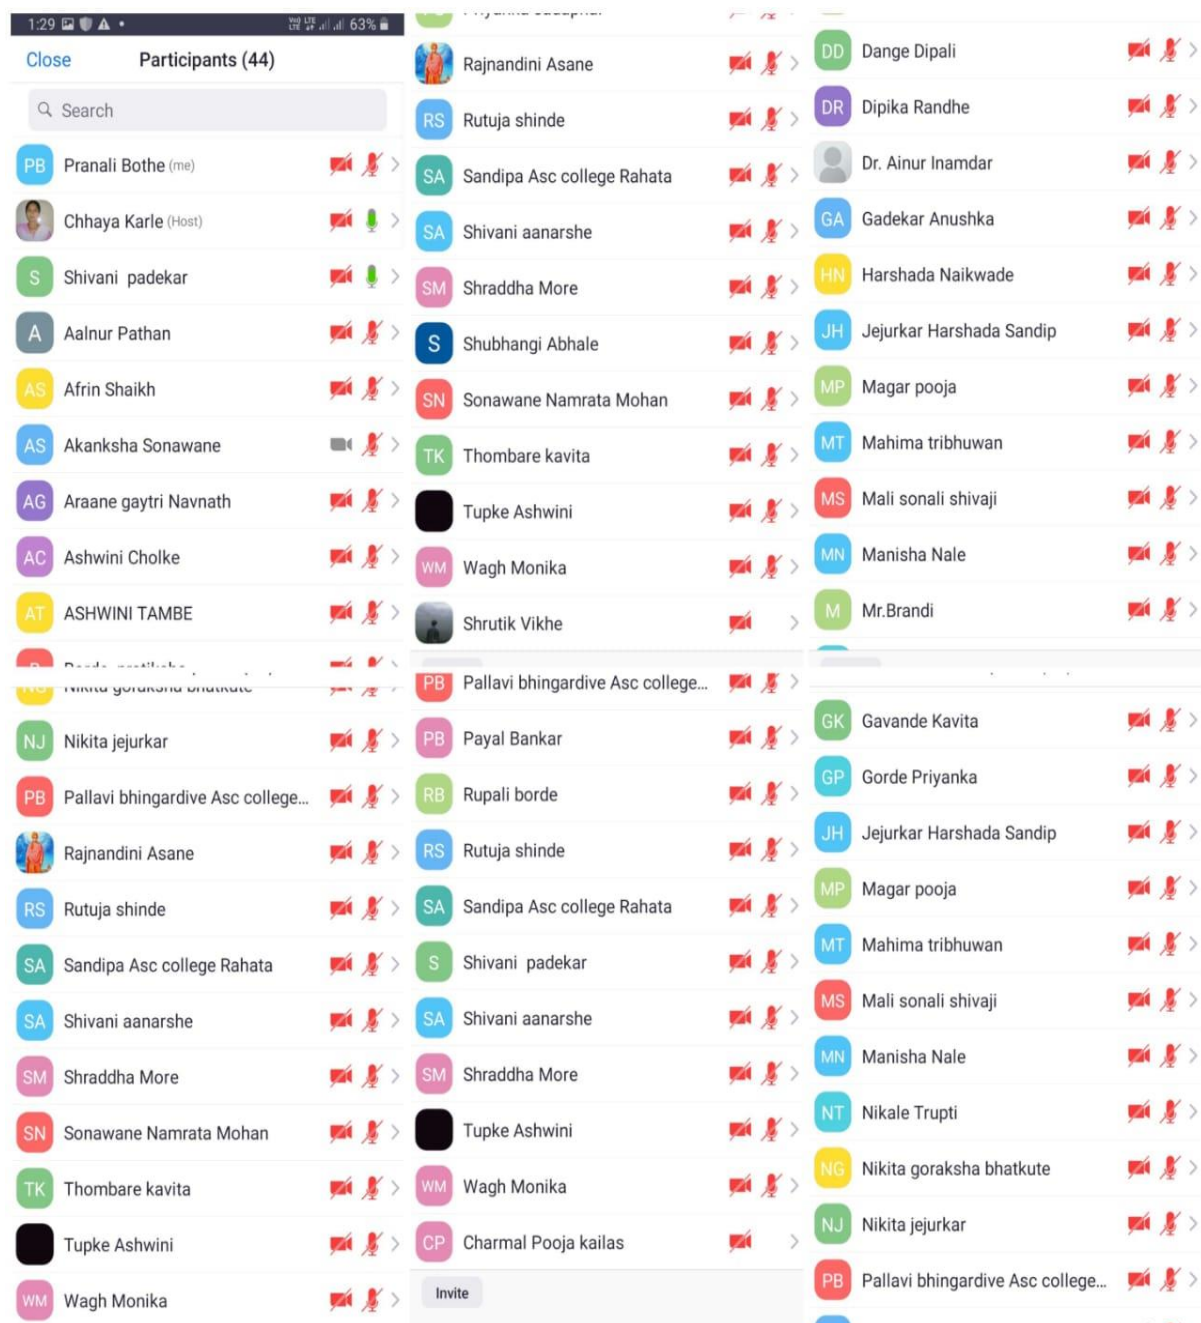 1:29 63%
Close Participants (44)
Search
PB Pranali Bothe (me)
Chhaya Karle (Host)
S Shivani padekar
A Aalnur Pathan
AS Afrin Shaikh
AS Akanksha Sonawane
AG Araane gaytri Navnath
AC Ashwini Cholke
AT ASHWINI TAMBE
Rajnandini Asane
RS Rutuja shinde
SA Sandipa Asc college Rahata
SA Shivani aanarshe
SM Shraddha More
S Shubhangi Abhale
SN Sonawane Namrata Mohan
TK Thombare kavita
Tupke Ashwini
WM Wagh Monika
Shrutik Vikhe
DD Dange Dipali
DR Dipika Randhe
Dr. Ainur Inamdar
GA Gadekar Anushka
HN Harshada Naikwade
JH Jejurkar Harshada Sandip
MP Magar pooja
MT Mahima tribhuwan
MS Mali sonali shivaji
MN Manisha Nale
M Mr.Brandi
NG Nikita goraksha bhatkute
NJ Nikita jejurkar
PB Pallavi bhingardive Asc college...
Rajnandini Asane
RS Rutuja shinde
SA Sandipa Asc college Rahata
SA Shivani aanarshe
SM Shraddha More
SN Sonawane Namrata Mohan
TK Thombare kavita
Tupke Ashwini
WM Wagh Monika
PB Pallavi bhingardive Asc college...
PB Payal Bankar
RB Rupali borde
RS Rutuja shinde
SA Sandipa Asc college Rahata
S Shivani padekar
SA Shivani aanarshe
SM Shraddha More
Tupke Ashwini
WM Wagh Monika
CP Charmal Pooja kailas
Invite
GK Gavande Kavita
GP Gorde Priyanka
JH Jejurkar Harshada Sandip
MP Magar pooja
MT Mahima tribhuwan
MS Mali sonali shivaji
MN Manisha Nale
NT Nikale Trupti
NG Nikita goraksha bhatkute
NJ Nikita jejurkar
PB Pallavi bhingardive Asc college...